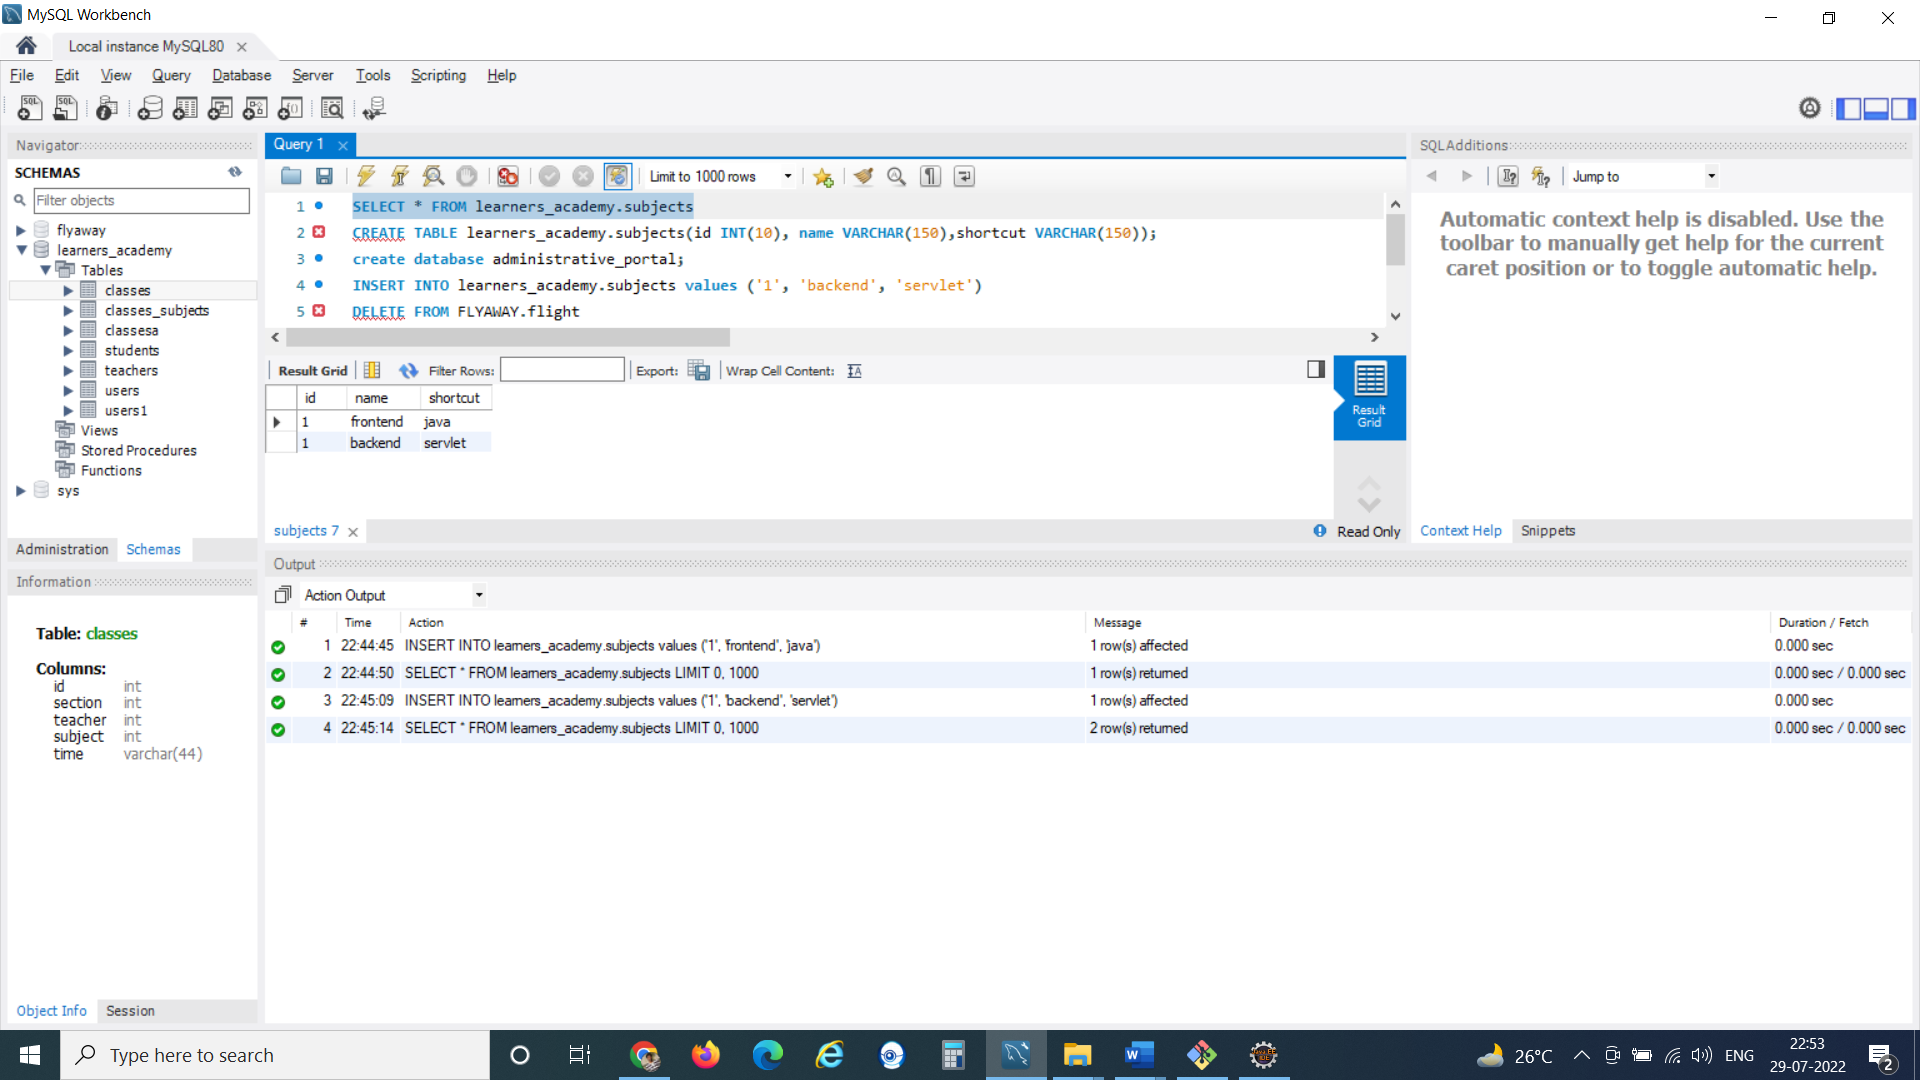 MySQL Workbench
Local instance MySQL80
File Edit View Query Database Server Tools Scripting Help
Navigator
SCHEMAS
Filter objects
flyaway
learners_academy
Tables
classes
classes_subjects
classesa
students
teachers
users
users1
Views
Stored Procedures
Functions
sys
Administration Schemas
Information
Table: classes
Columns:
id int
section int
teacher int
subject int
time varchar(44)
Object Info Session
Query 1
Limit to 1000 rows
1 SELECT * FROM learners_academy.subjects
2 CREATE TABLE learners_academy.subjects(id INT(10), name VARCHAR(150),shortcut VARCHAR(150));
3 create database administrative_portal;
4 INSERT INTO learners_academy.subjects values ('1', 'backend', 'servlet')
5 DELETE FROM FLYAWAY.flight
Result Grid Filter Rows: Export: Wrap Cell Content:
id name shortcut
1 frontend java
1 backend servlet
Result
Grid
subjects 7
Read Only
SQLAdditions
Jump to
Automatic context help is disabled. Use the
toolbar to manually get help for the current
caret position or to toggle automatic help.
Context Help Snippets
Output
Action Output
# Time Action Message Duration / Fetch
1 22:44:45 INSERT INTO learners_academy.subjects values ('1', 'frontend', 'java') 1 row(s) affected 0.000 sec
2 22:44:50 SELECT * FROM learners_academy.subjects LIMIT 0, 1000 1 row(s) returned 0.000 sec / 0.000 sec
3 22:45:09 INSERT INTO learners_academy.subjects values ('1', 'backend', 'servlet') 1 row(s) affected 0.000 sec
4 22:45:14 SELECT * FROM learners_academy.subjects LIMIT 0, 1000 2 row(s) returned 0.000 sec / 0.000 sec
Type here to search
26°C
ENG
22:53
29-07-2022
2